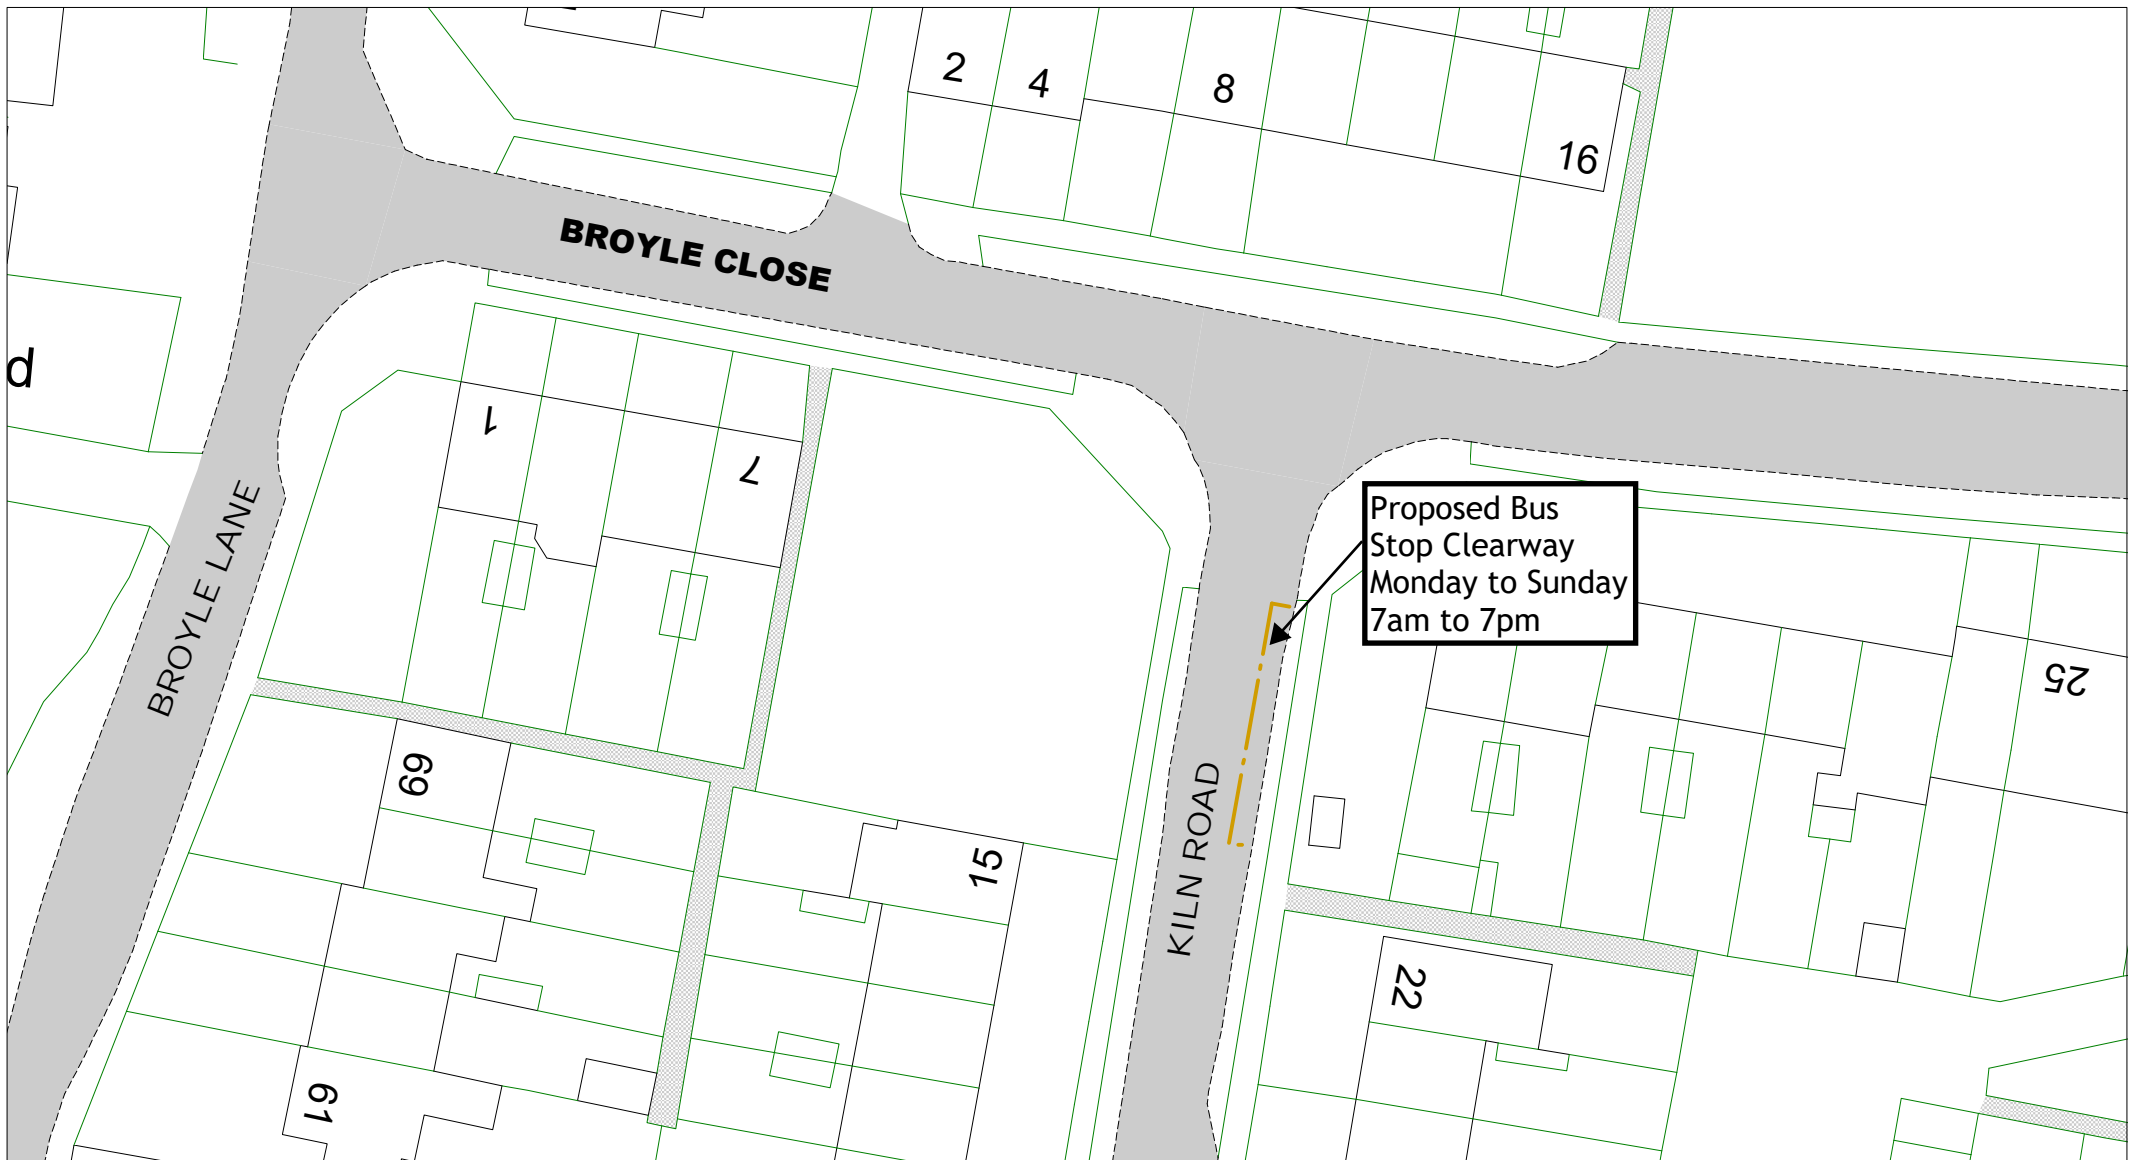 2
4
8
16
BROYLE CLOSE
d
1
7
BROYLE LANE
Proposed Bus
Stop Clearway
Monday to Sunday
7am to 7pm
25
69
15
KILN ROAD
22
61